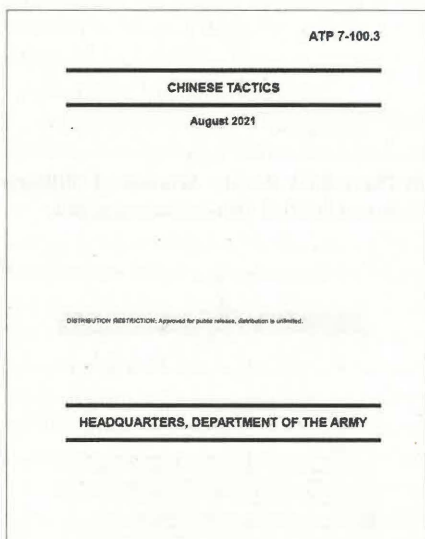 ATP 7-100.3
CHINESE TACTICS
August 2021
DISTRIBUTION RESTRICTION: Approved for public release, distribution is unlimited.
HEADQUARTERS, DEPARTMENT OF THE ARMY